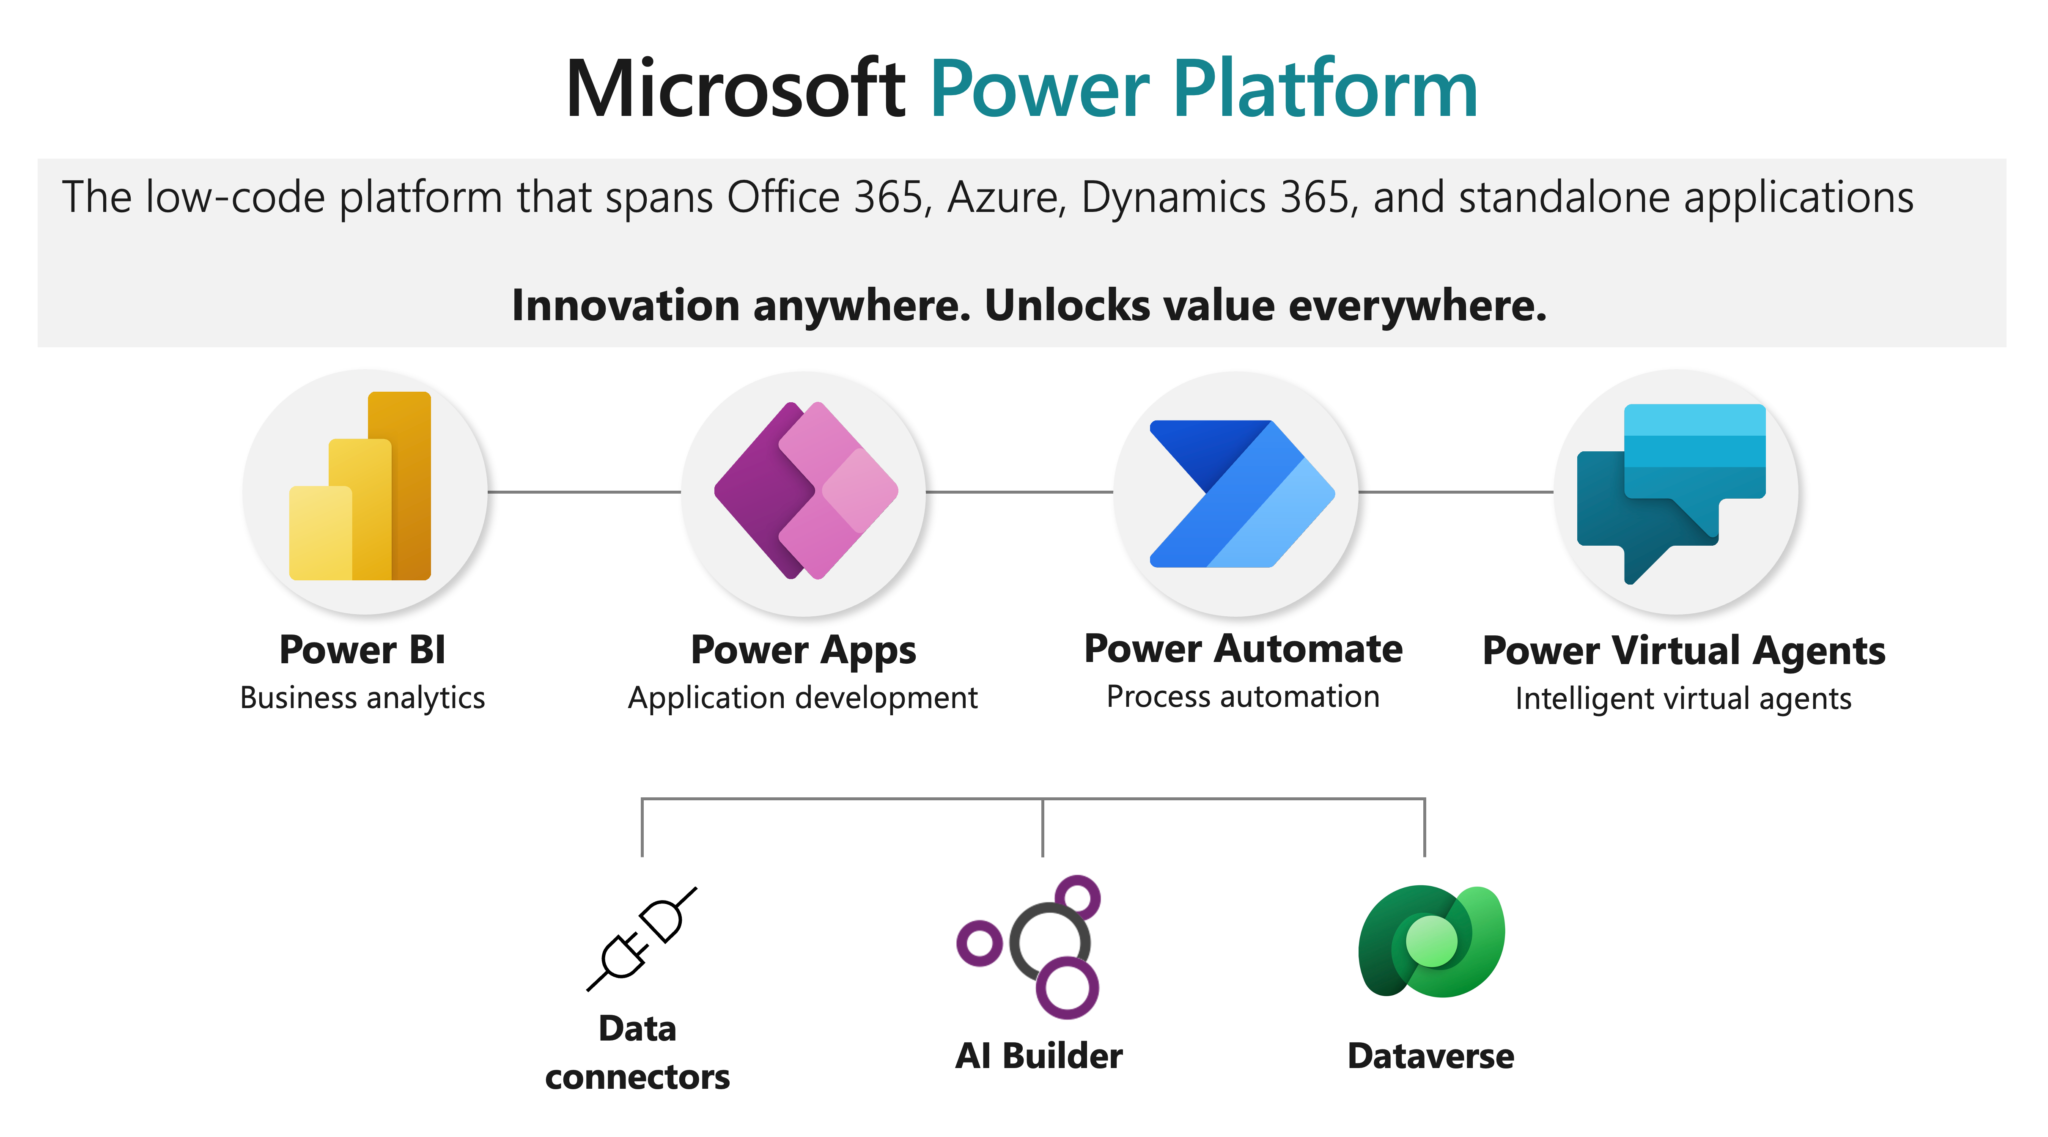 Microsoft Power Platform
The low-code platform that spans Office 365, Azure, Dynamics 365, and standalone applications
Innovation anywhere. Unlocks value everywhere.
Power BI
Business analytics
Power Apps
Application development
Power Automate
Process automation
Power Virtual Agents
Intelligent virtual agents
Data
connectors
AI Builder
Dataverse